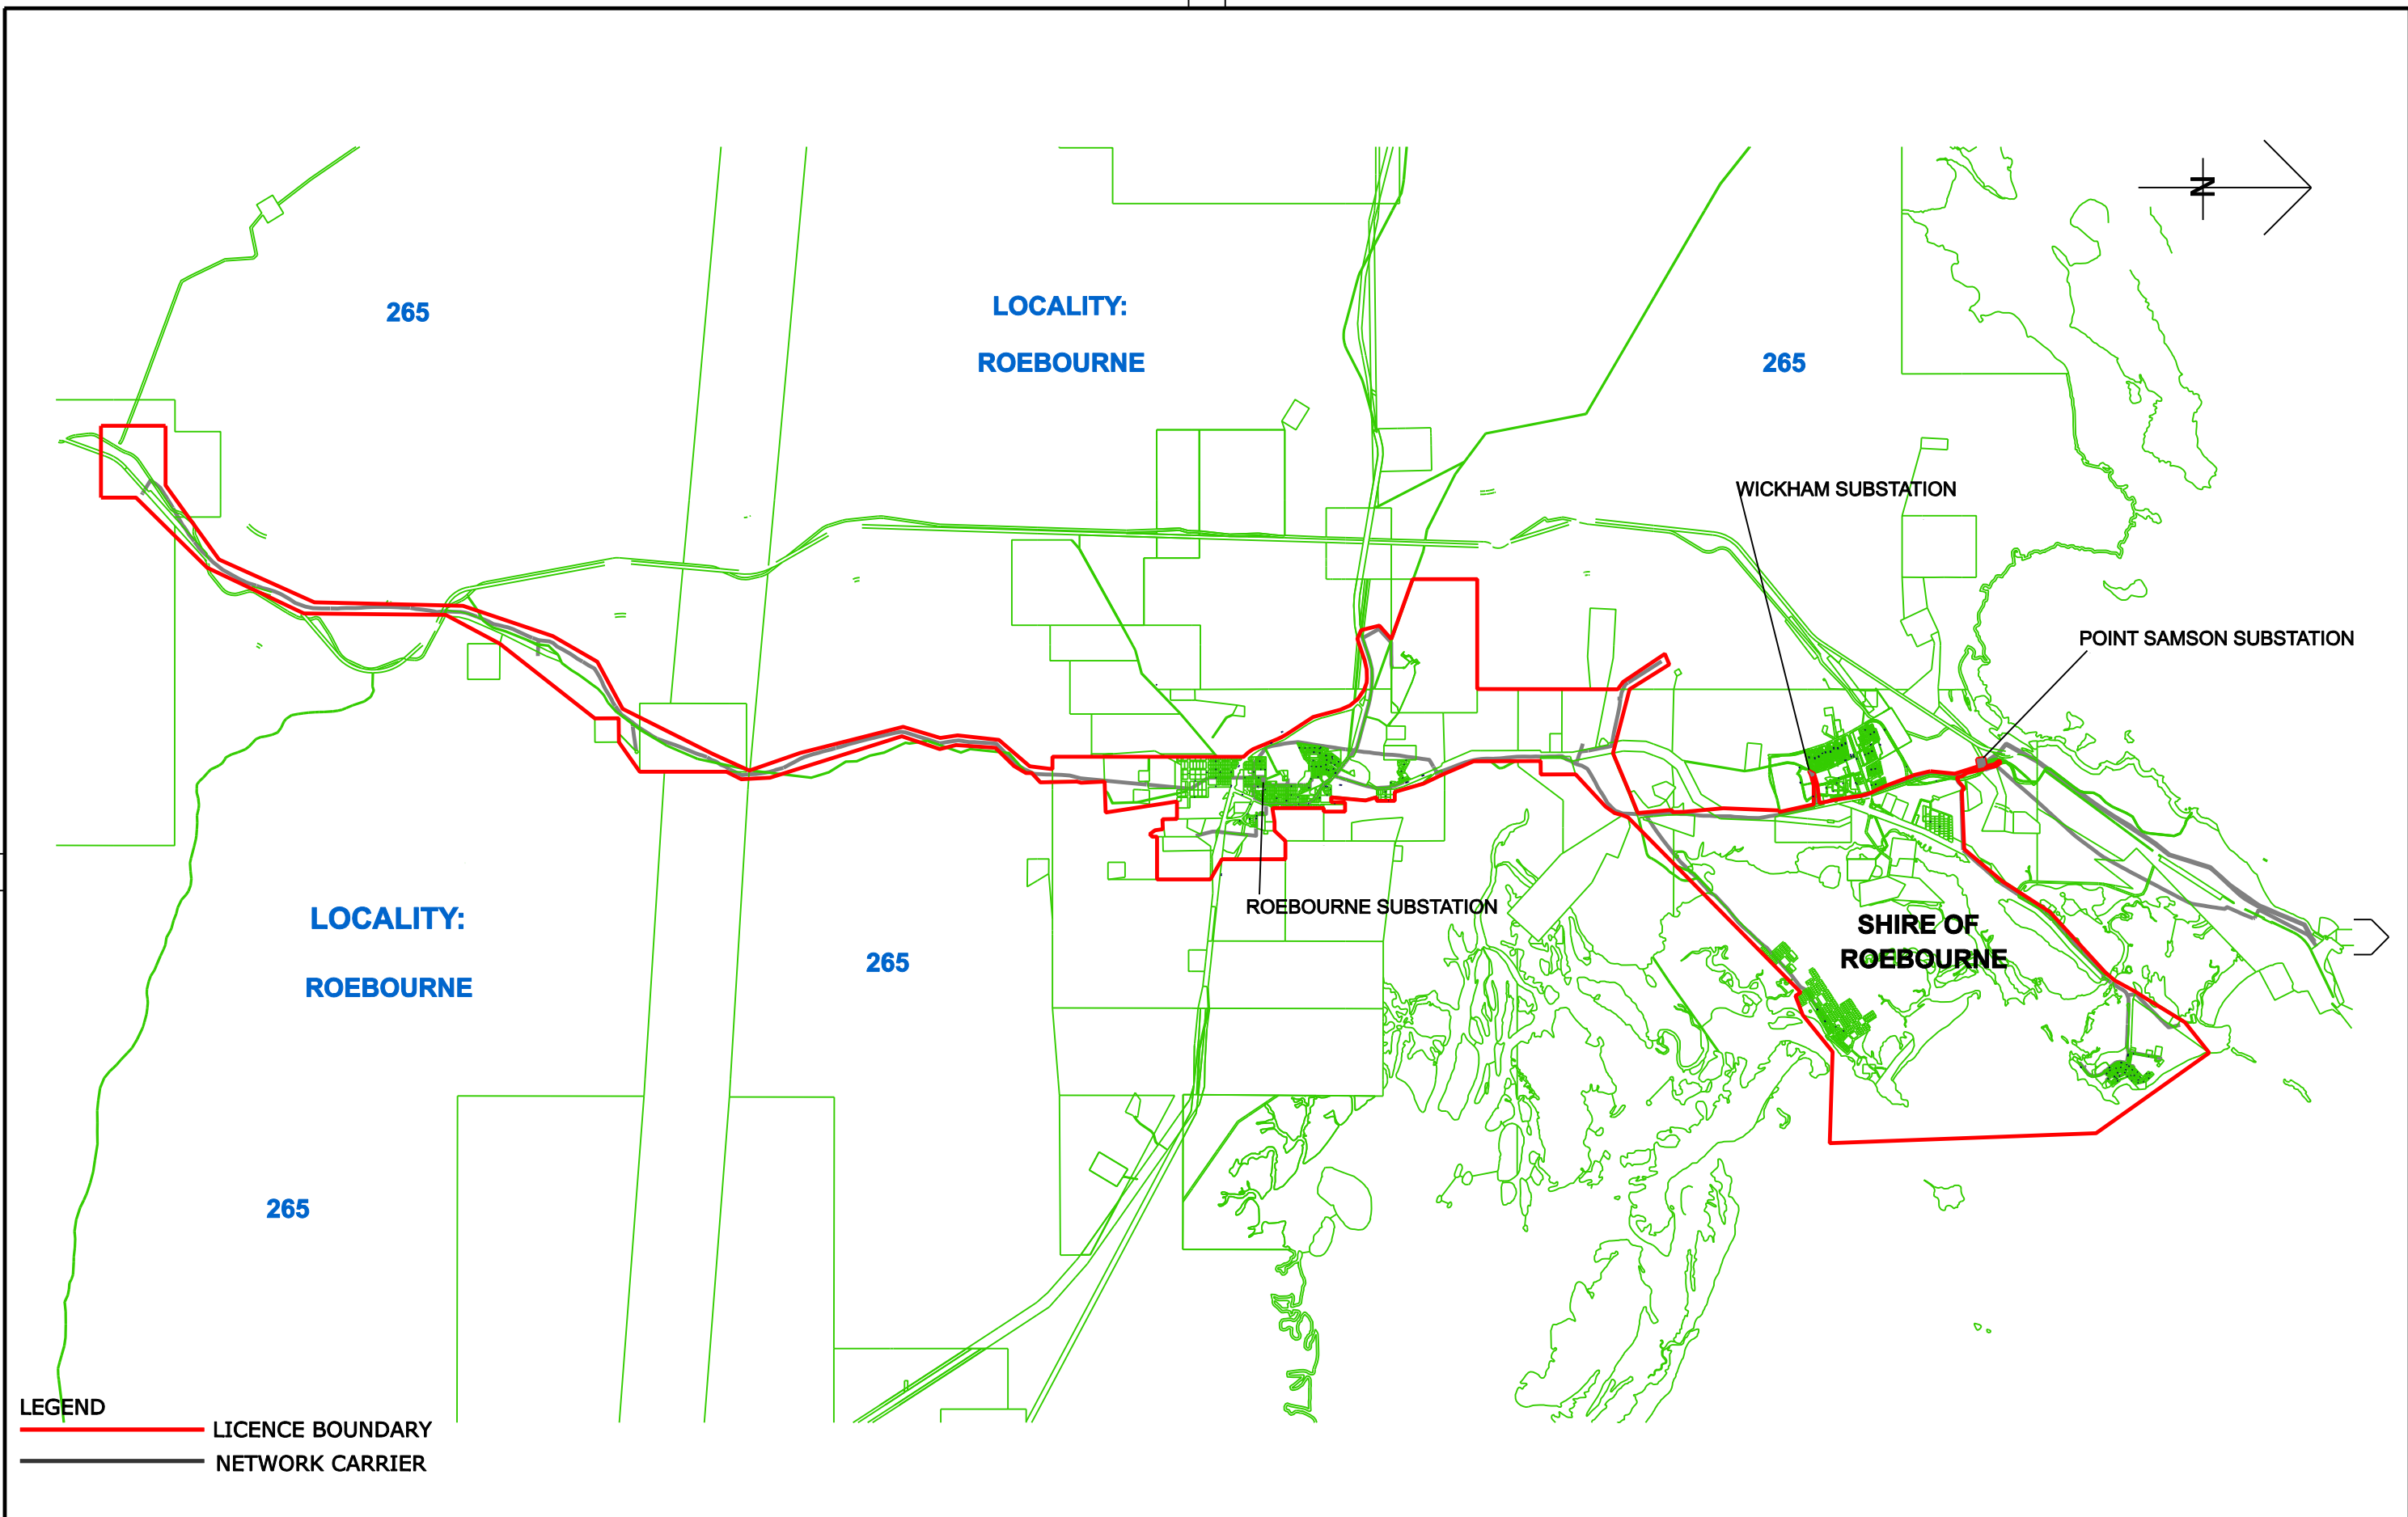 N
265
LOCALITY:
ROEBOURNE
265
WICKHAM SUBSTATION
POINT SAMSON SUBSTATION
ROEBOURNE SUBSTATION
LOCALITY:
ROEBOURNE
265
SHIRE OF
ROEBOURNE
265
LEGEND
LICENCE BOUNDARY
NETWORK CARRIER